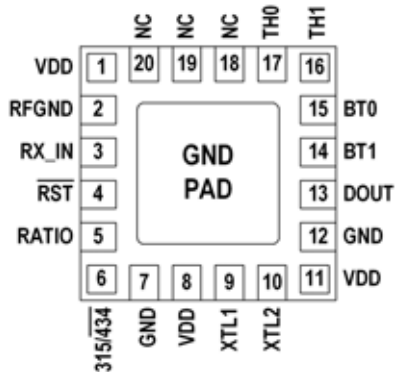 NC NC NC TH0 TH1
20 19 18 17
VDD 1 16
RFGND 2 15 BT0
RX_IN 3 14 BT1
GND
RST 4 13 DOUT
PAD
RATIO 5 12 GND
6 7 8 9 10 11 VDD
315/434 GND VDD XTL1 XTL2